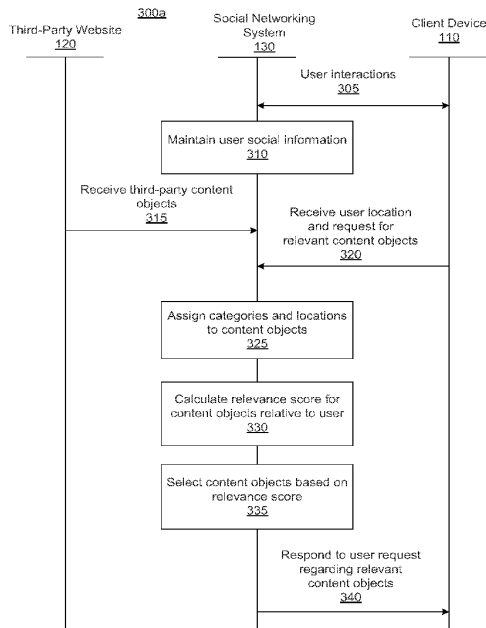 300a
Third-Party Website
120
Social Networking
System
130
Client Device
110
User interactions
305
Maintain user social information
310
Receive third-party content
objects
315
Receive user location
and request for
relevant content objects
320
Assign categories and locations
to content objects
325
Calculate relevance score for
content objects relative to user
330
Select content objects based on
relevance score
335
Respond to user request
regarding relevant
content objects
340